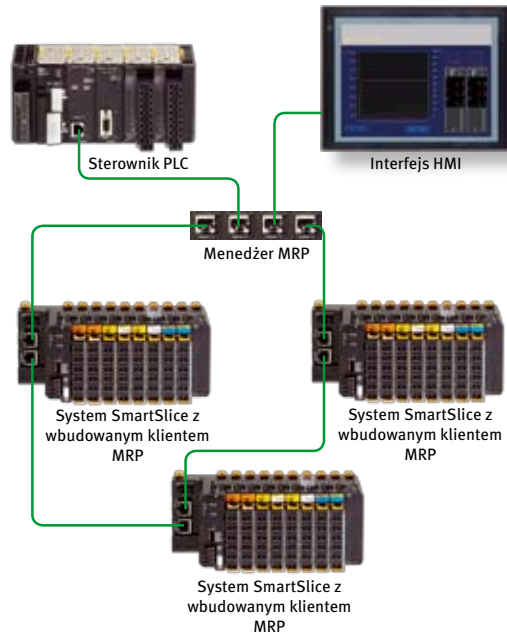 Sterownik PLC
Interfejs HMI
Menedżer MRP
System SmartSlice z
wbudowanym klientem
MRP
System SmartSlice z
wbudowanym klientem
MRP
System SmartSlice z
wbudowanym klientem
MRP